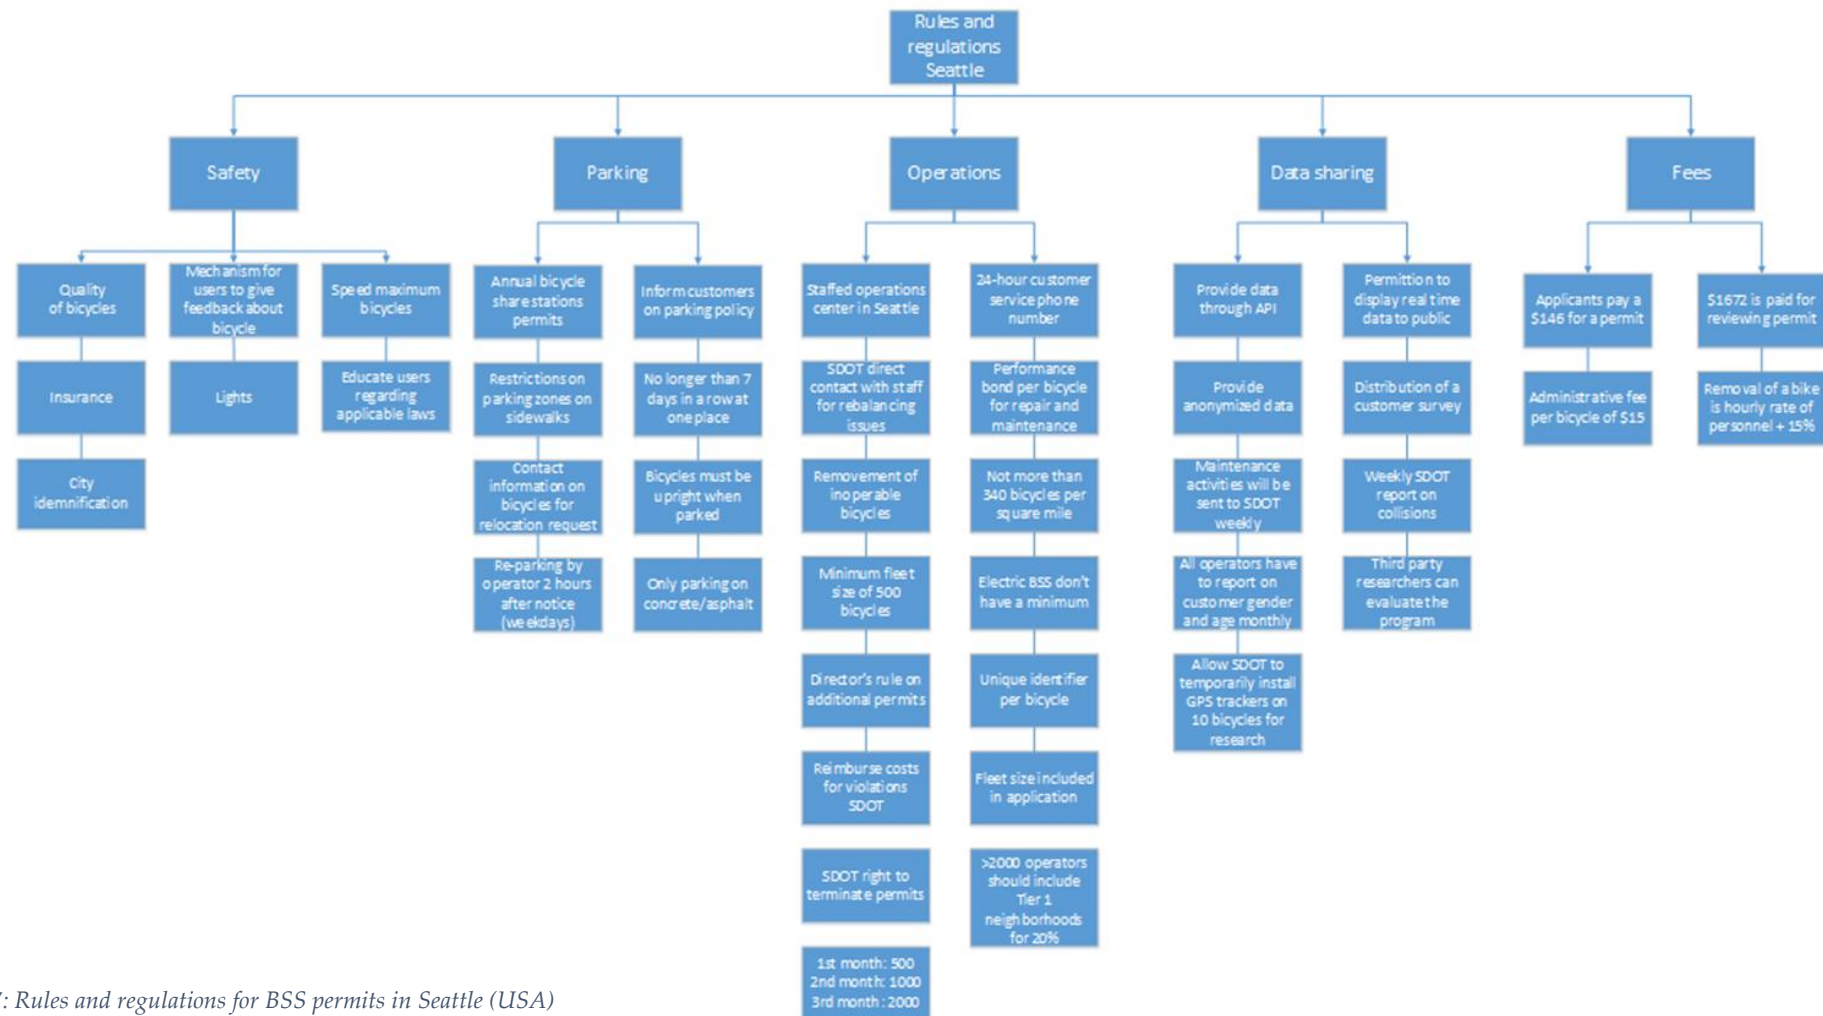 Rules and
regulations
Seattle
Safety
Parking
Operations
Data sharing
Fees
Quality
of bicycles
Insurance
City
idemnification
Mechanism for
users to give
feedback about
bicycle
Lights
Speed maximum
bicycles
Educate users
regarding
applicable laws
Annual bicycle
share stations
permits
Restrictions on
parking zones on
sidewalks
Contact
information on
bicycles for
relocation request
Re-parking by
operator 2 hours
after notice
(weekdays)
Inform customers
on parking policy
No longer than 7
days in a row at
one place
Bicycles must be
upright when
parked
Only parking on
concrete/asphalt
Staffed operations
center in Seattle
SDOT direct
contact with staff
for rebalancing
issues
Removement of
inoperable
bicycles
Minimum fleet
size of 500
bicycles
Director's rule on
additional permits
Reimburse costs
for violations
SDOT
SDOT right to
terminate permits
1st month: 500
2nd month: 1000
3rd month: 2000
24-hour customer
service phone
number
Performance
bond per bicycle
for repair and
maintenance
Not more than
340 bicycles per
square mile
Electric BSS don't
have a minimum
Unique identifier
per bicycle
Fleet size included
in application
>2000 operators
should include
Tier 1
neighborhoods
for 20%
Provide data
through API
Provide
anonymized data
Maintenance
activities will be
sent to SDOT
weekly
All operators have
to report on
customer gender
and age monthly
Allow SDOT to
temporarily install
GPS trackers on
10 bicycles for
research
Permittion to
display real time
data to public
Distribution of a
customer survey
Weekly SDOT
report on
collisions
Third party
researchers can
evaluate the
program
Applicants pay a
$146 for a permit
Administrative fee
per bicycle of $15
$1672 is paid for
reviewing permit
Removal of a bike
is hourly rate of
personnel + 15%
: Rules and regulations for BSS permits in Seattle (USA)